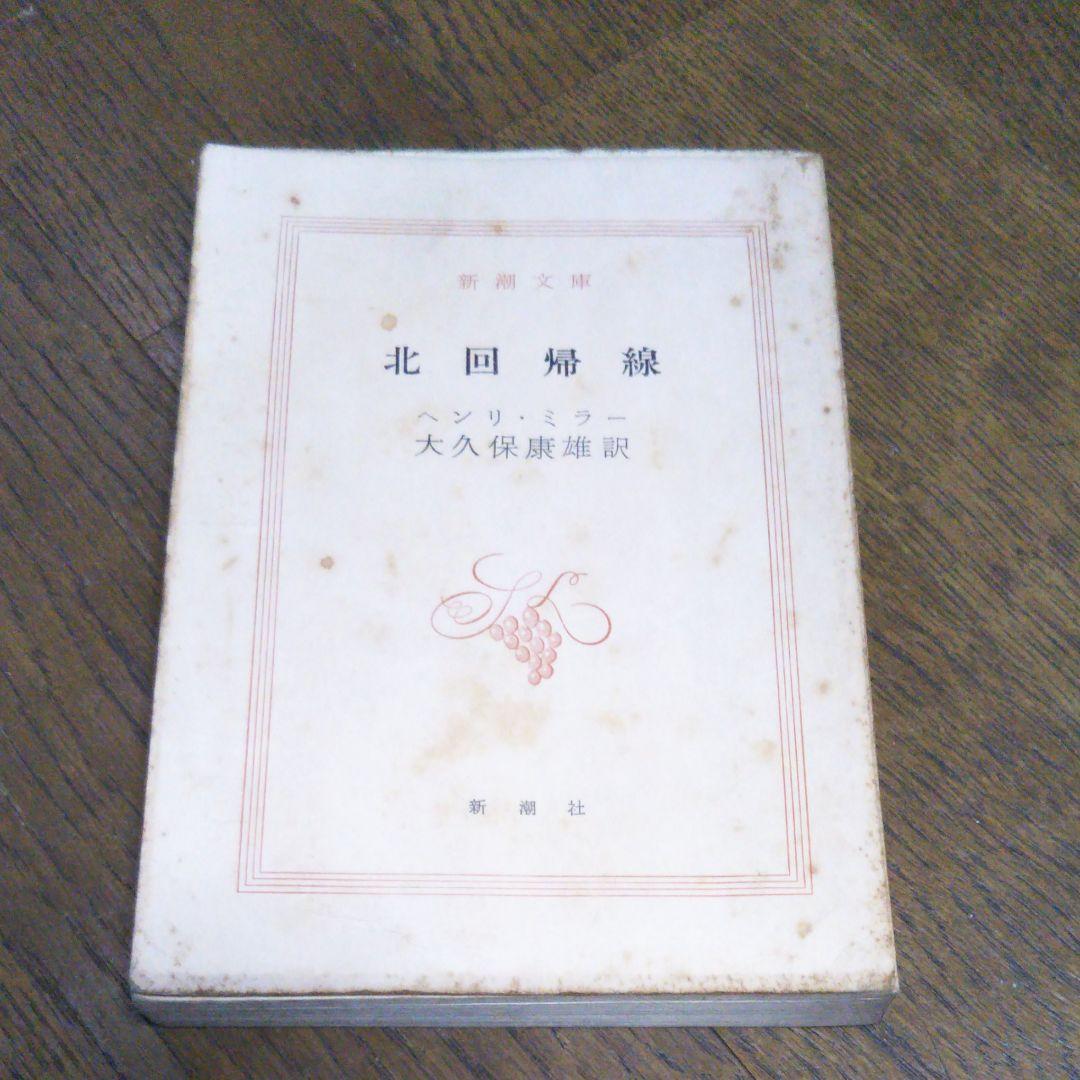 新潮文庫
北回帰線
ヘンリ・ミラー
大久保康雄訳
新潮社